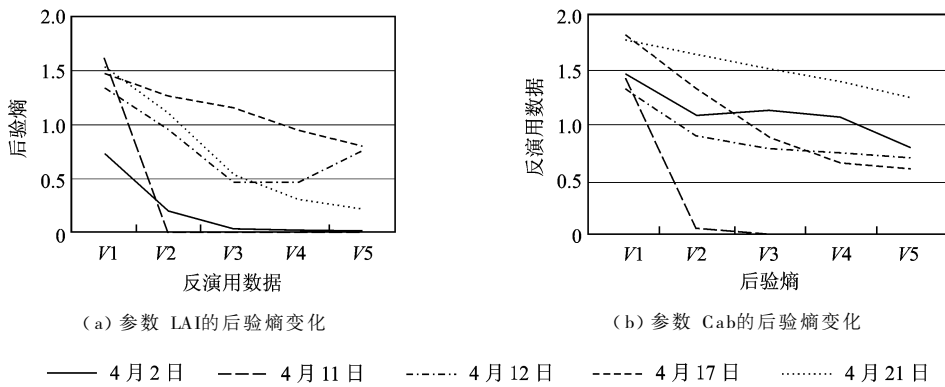 2.0
1.5
1.0
0.5
0
后验熵
V1 V2 V3 V4 V5
反演用数据
(a)参数 LAI的后验熵变化
2.0
1.5
1.0
0.5
0
反演用数据
V1 V2 V3 V4 V5
后验熵
(b)参数 Cab的后验熵变化
4月2日 4月11日 4月12日 4月17日 4月21日